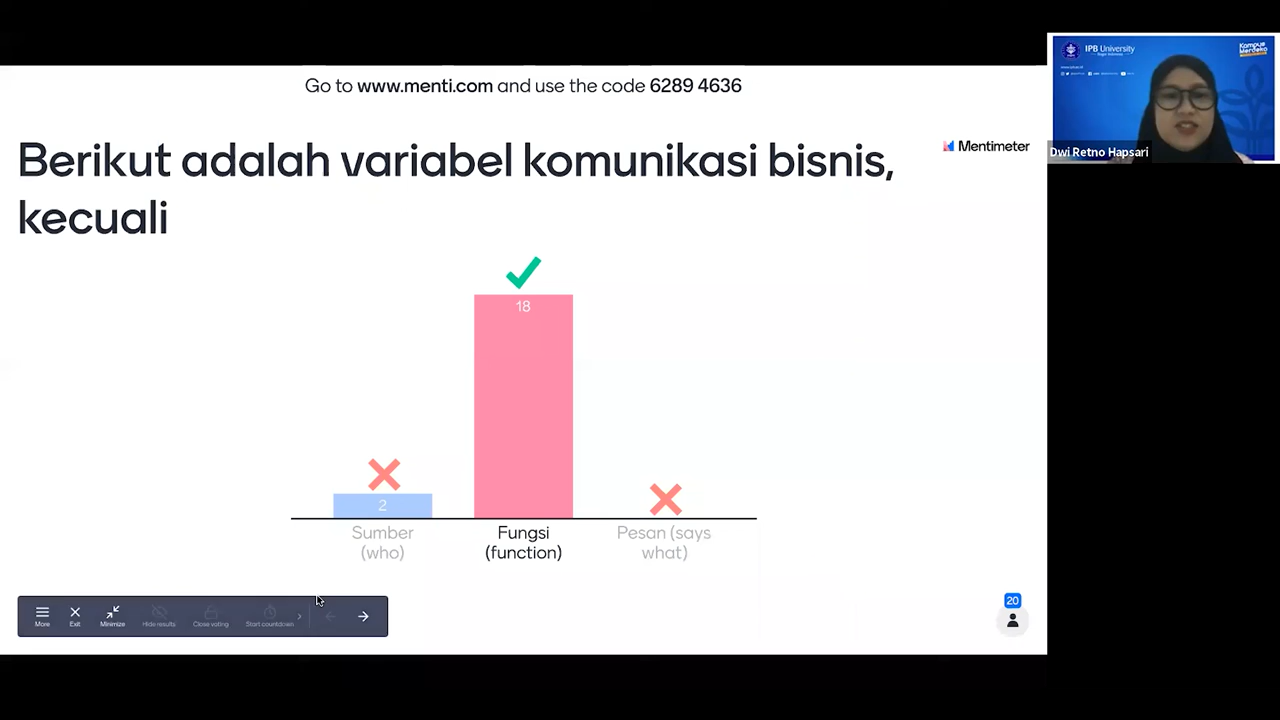 Go to www.menti.com and use the code 6289 4636
Berikut adalah variabel komunikasi bisnis,
kecuali
Mentimeter
18
2
Sumber
(who)
Fungsi
(function)
Pesan (says
what)
More
Exit
Minimize
Hide results
Close voting
Start countdown
20
IPB University
Kampus
Merdeka
Dwi Retno Hapsari